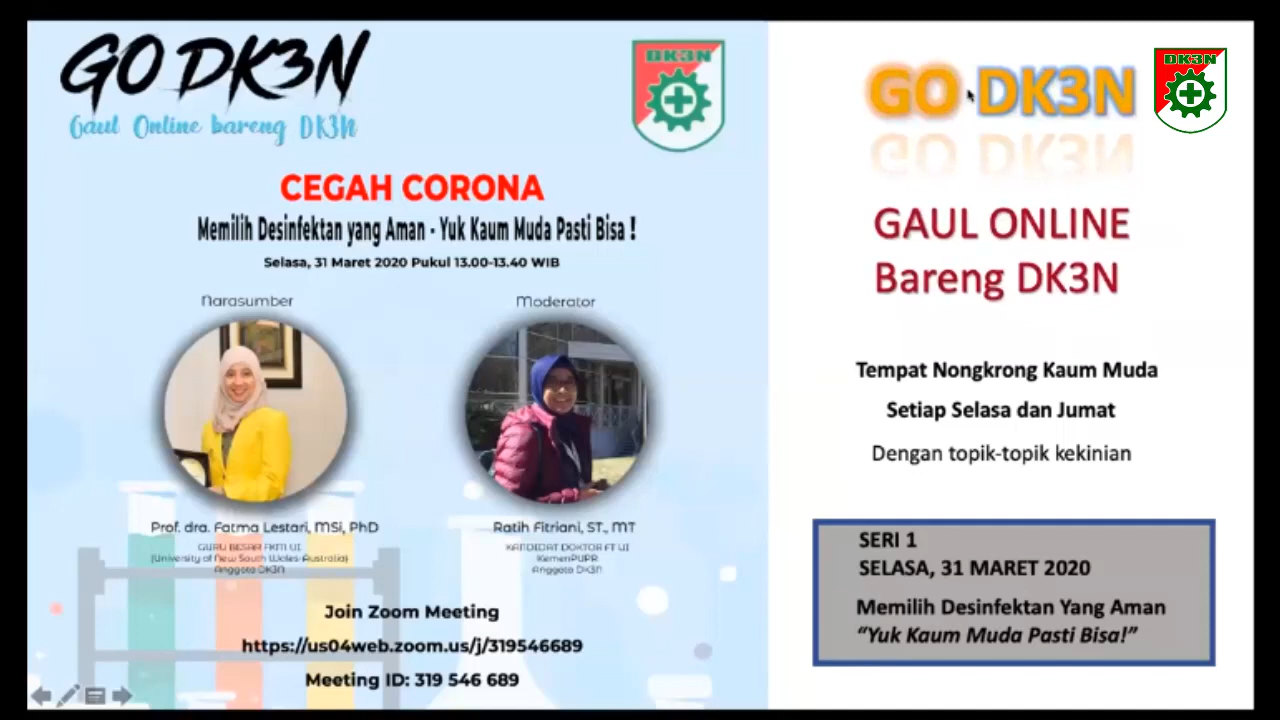 GO DK3N
Gaul Online bareng DK3N
DK3N
CEGAH CORONA
Memilih Desinfektan yang Aman - Yuk Kaum Muda Pasti Bisa !
Selasa, 31 Maret 2020 Pukul 13.00-13.40 WIB
Narasumber
Moderator
Prof. dra. Fatma Lestari, MSi, PhD
GURU BESAR FKM UI
(University of New South Wales-Australia)
Anggota DK3N
Ratih Fitriani, ST., MT
KANDIDAT DOKTOR FT UI
KemenPUPR
Anggota DK3N
Join Zoom Meeting
https://us04web.zoom.us/j/319546689
Meeting ID: 319 546 689
GO DK3N
DK3N
GAUL ONLINE
Bareng DK3N
Tempat Nongkrong Kaum Muda
Setiap Selasa dan Jumat
Dengan topik-topik kekinian
SERI 1
SELASA, 31 MARET 2020
Memilih Desinfektan Yang Aman
“Yuk Kaum Muda Pasti Bisa!”